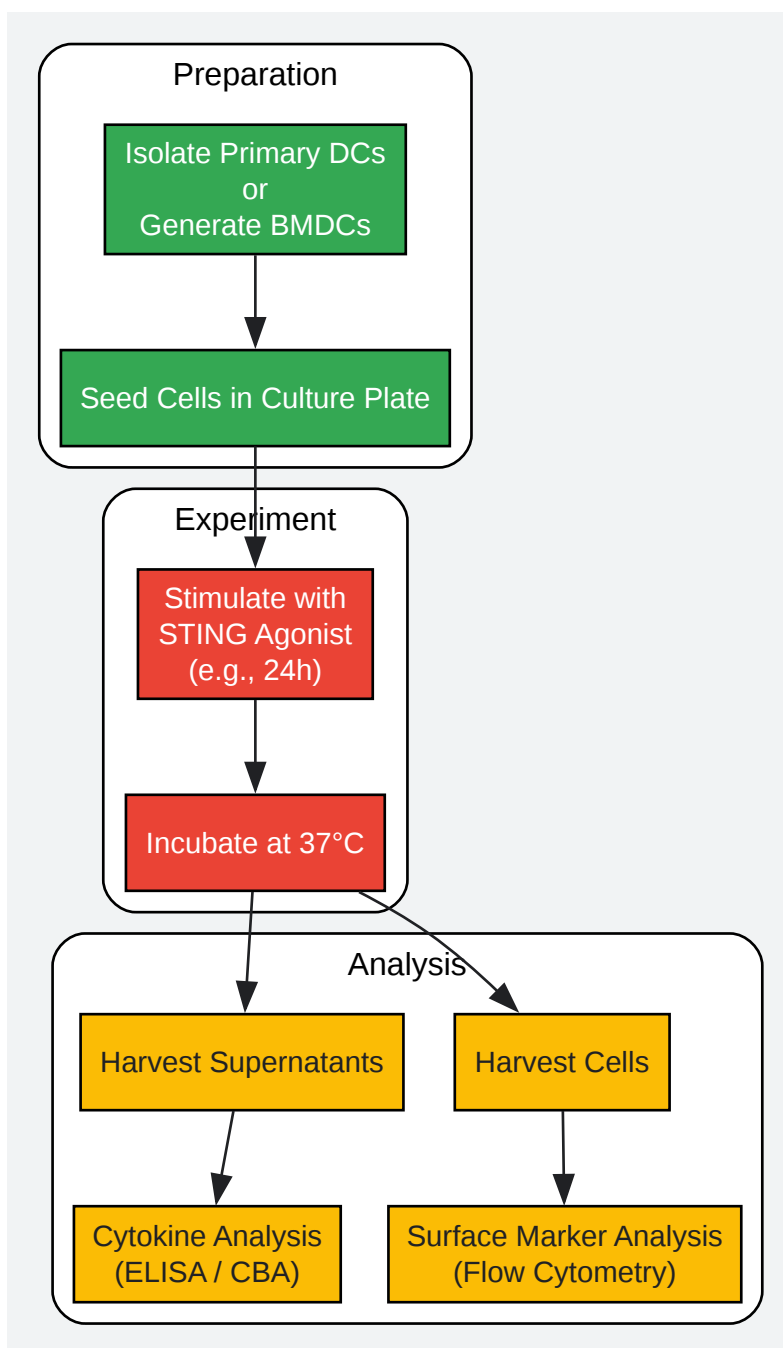 Preparation
Isolate Primary DCs
or
Generate BMDCs
Seed Cells in Culture Plate
Experiment
Stimulate with
STING Agonist
(e.g., 24h)
Incubate at 37°C
Analysis
Harvest Supernatants
Harvest Cells
Cytokine Analysis
(ELISA / CBA)
Surface Marker Analysis
(Flow Cytometry)